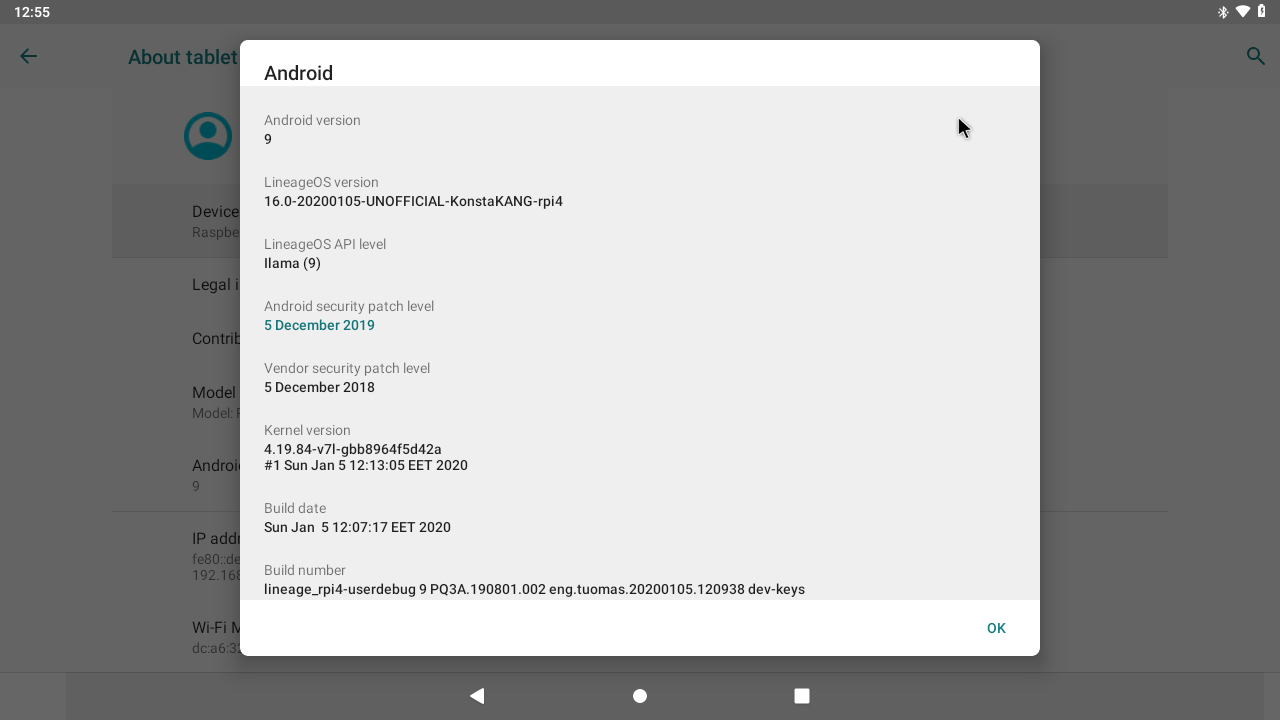 12:55
About tablet
Android
Android version
9
LineageOS version
16.0-20200105-UNOFFICIAL-KonstaKANG-rpi4
LineageOS API level
llama (9)
Android security patch level
5 December 2019
Vendor security patch level
5 December 2018
Kernel version
4.19.84-v7l-gbb8964f5d42a
#1 Sun Jan 5 12:13:05 EET 2020
Build date
Sun Jan  5 12:07:17 EET 2020
Build number
lineage_rpi4-userdebug 9 PQ3A.190801.002 eng.tuomas.20200105.120938 dev-keys
OK
Device
Raspbe
Legal i
Contrib
Model
Model:
Androi
9
IP addr
fe80::de
192.168
Wi-Fi M
dc:a6:32